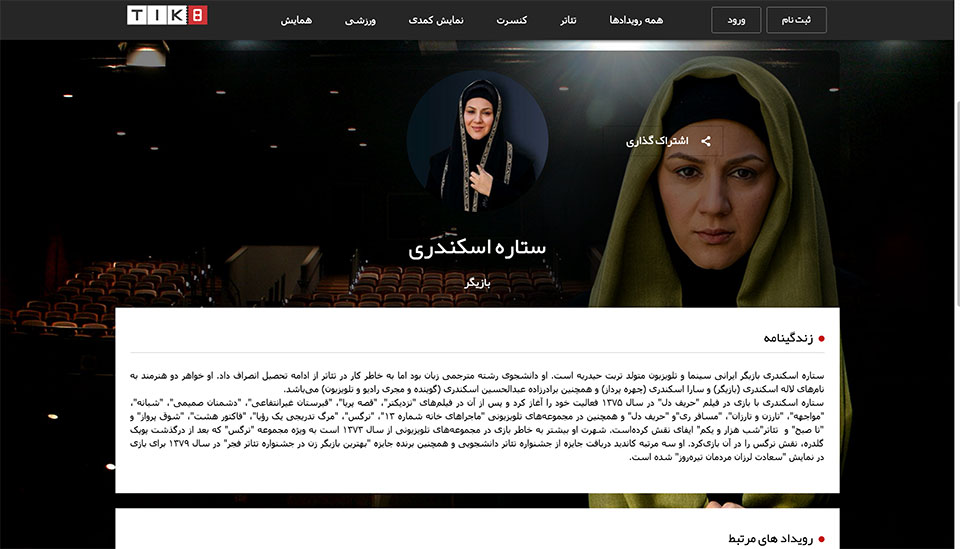 TIK8
همه رویدادها
تئاتر
کنسرت
نمایش کمدی
ورزشی
همایش
ثبت نام
ورود
اشتراک گذاری
ستاره اسکندری
بازیگر
زندگینامه
ستاره اسکندری بازیگر ایرانی سینما و تلویزیون متولد تربت حیدریه است. او دانشجوی رشته مترجمی زبان بود اما به خاطر کار در تئاتر از ادامه تحصیل انصراف داد. او خواهر دو هنرمند به
نام‌های لاله اسکندری (بازیگر) و سارا اسکندری (چهره پرداز) و همچنین برادرزاده عبدالحسین اسکندری (گوینده و مجری رادیو و تلویزیون) می‌باشد.
ستاره اسکندری با بازی در فیلم "حریف دل" در سال ۱۳۷۵ فعالیت خود را آغاز کرد و پس از آن در فیلم‌های "نزدیکتر"، "قصه پریا"، "قبرستان غیرانتفاعی"، "دشمنان صمیمی"، "شبانه"،
"مواجهه"، "تارزن و تارزان"، "مسافر ری"و "حریف دل" و همچنین در مجموعه‌های تلویزیونی "ماجراهای خانه شماره ۱۳"، "نرگس"، "مرگ تدریجی یک رؤیا"، "فاکتور هشت"، "شوق پرواز" و
"تا صبح" و تئاتر"شب هزار و یکم" ایفای نقش کرده‌است. شهرت او بیشتر به خاطر بازی در مجموعه‌های تلویزیونی از سال ۱۳۷۳ است به ویژه مجموعه "نرگس" که بعد از درگذشت پوپک
گلدره، نقش نرگس را در آن بازی‌کرد. او سه مرتبه کاندید دریافت جایزه از جشنواره تئاتر دانشجویی و همچنین برنده جایزه "بهترین بازیگر زن در جشنواره تئاتر فجر" در سال ۱۳۷۹ برای بازی
در نمایش "سعادت لرزان مردمان تیره‌روز" شده است.
رویداد های مرتبط